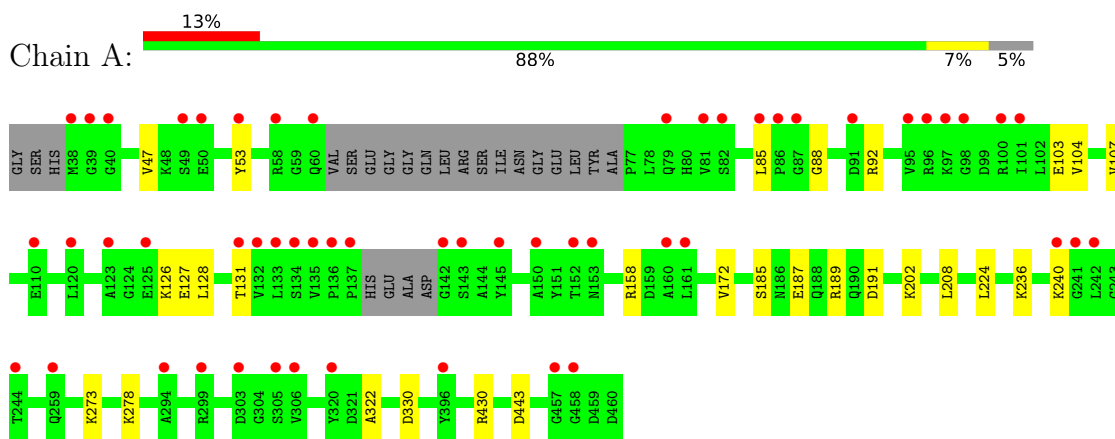 13%
Chain A:
88% 7% 5%
GLY SER HIS M38 G39 G40 V47 K48 S49 E50 Y53 R58 G59 Q60 VAL SER GLU GLY GLY GLN LEU ARG SER ILE ASN GLY GLU LEU TYR ALA P77 L78 Q79 H80 V81 S82 L85 P86 G87 G88 D91 R92 V95 R96 K97 G98 D99 R100 I101 L102 E103 V104 V107
E110 L120 A123 G124 E125 K126 E127 L128 T131 V132 L133 S134 V135 P136 P137 HIS GLU ALA ASP G142 S143 A144 Y145 A150 Y151 T152 N153 R158 D159 A160 L161 V172 S185 N186 E187 Q188 R189 Q190 D191 K202 L208 L224 K236 K240 G241 L242
T244 Q259 K273 K278 A294 R299 D303 G304 S305 V306 Y320 D321 A322 D330 Y396 R430 D443 G457 G458 D459 D460